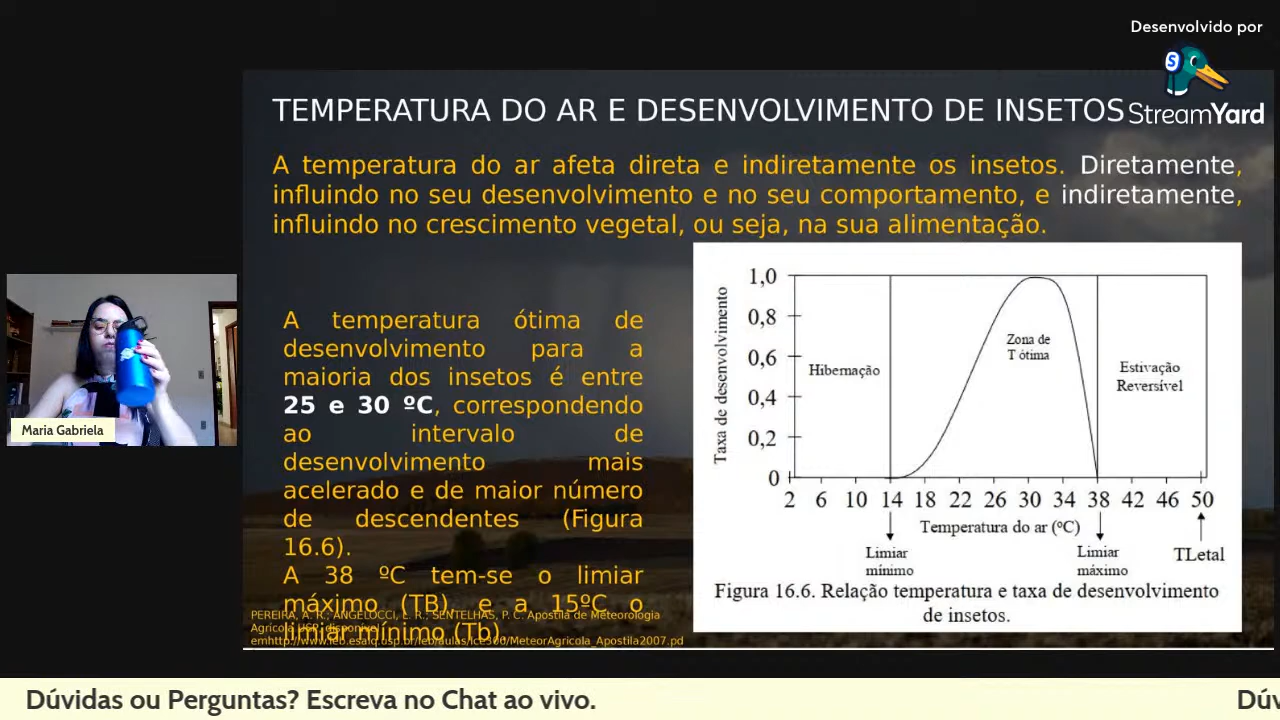 Desenvolvido por
StreamYard
TEMPERATURA DO AR E DESENVOLVIMENTO DE INSETOS
A temperatura do ar afeta direta e indiretamente os insetos. Diretamente,
influindo no seu desenvolvimento e no seu comportamento, e indiretamente,
influindo no crescimento vegetal, ou seja, na sua alimentação.
A temperatura ótima de
desenvolvimento para a
maioria dos insetos é entre
25 e 30 ºC, correspondendo
ao intervalo de
desenvolvimento mais
acelerado e de maior número
de descendentes (Figura
16.6).
A 38 ºC tem-se o limiar
máximo (TB) e a 15ºC o
limiar mínimo (Tb).
PEREIRA, A. R.; ANGELOCCI, L. R.; SENTELHAS, P. C. Apostila de Meteorologia
Agrícola USP, disponível
emhttp://www.leb.esalq.usp.br/leb/aulas/lce306/MeteorAgricola_Apostila2007.pd
Taxa de desenvolvimento
1,0
0,8
0,6
0,4
0,2
0
Hibernação
Zona de
T ótima
Estivação
Reversível
2 6 10 14 18 22 26 30 34 38 42 46 50
Temperatura do ar (ºC)
Limiar
mínimo
Limiar
máximo
TLetal
Figura 16.6. Relação temperatura e taxa de desenvolvimento
de insetos.
Maria Gabriela
Dúvidas ou Perguntas? Escreva no Chat ao vivo.
Dúv